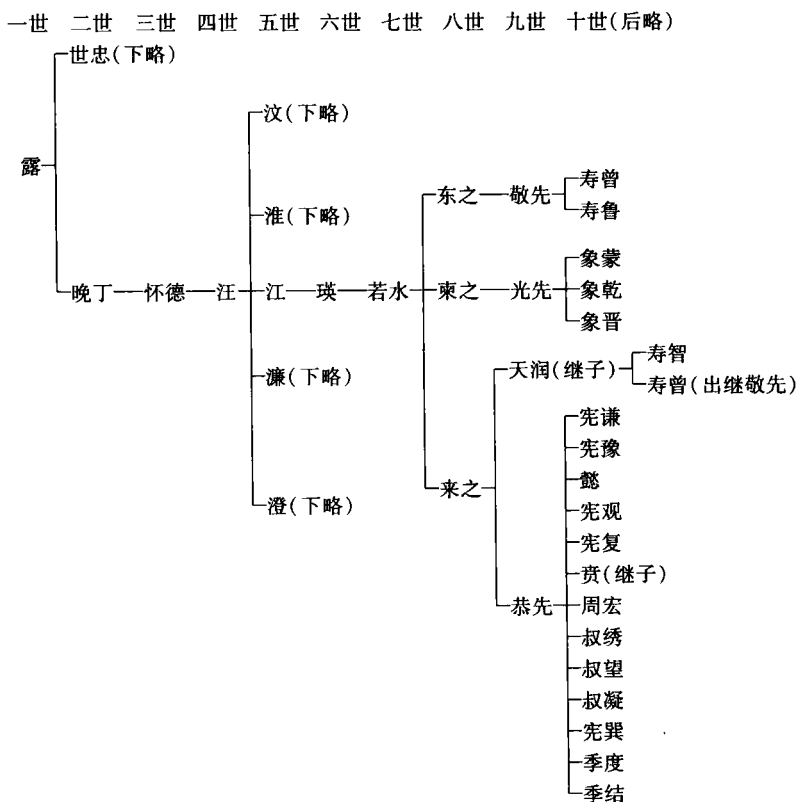 一世 二世 三世 四世 五世 六世 七世 八世 九世 十世(后略)
世忠(下略)
汶(下略)
露
寿曾
东之 敬先
寿鲁
淮(下略)
象蒙
晚丁 怀德 汪 江 瑛 若水 柬之 光先 象乾
象晋
寿智
天润(继子)
濂(下略)
寿曾(出继敬先)
宪谦
宪豫
懿
来之
澄(下略)
宪观
宪复
贲(继子)
恭先 周宏
叔绣
叔望
叔凝
宪巽
季度
季结